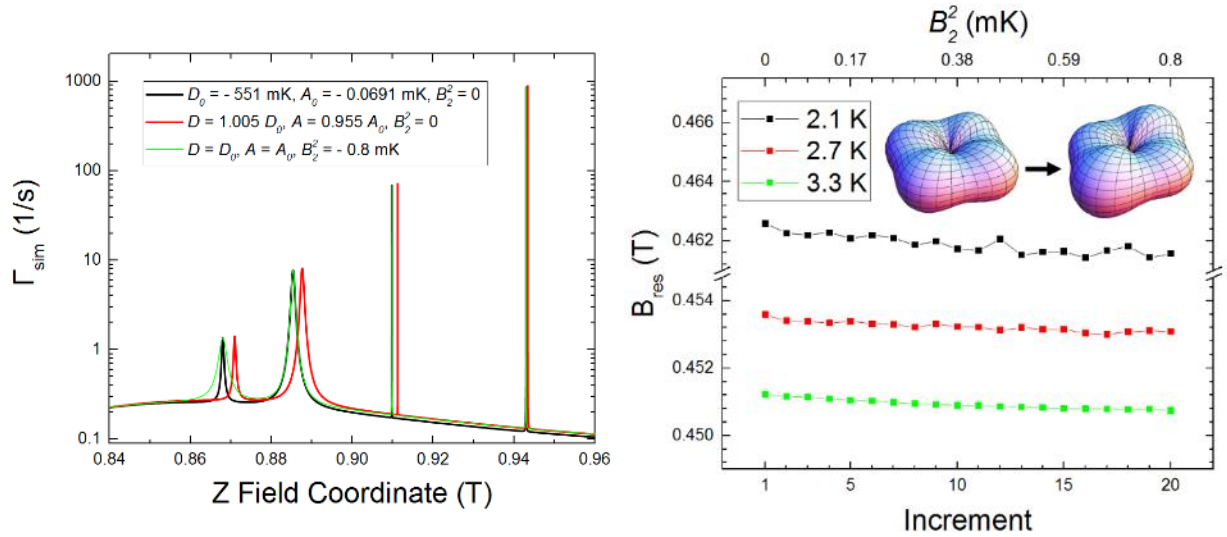 1000
100
10
1
0.1
Γsim (1/s)
D₀ = - 551 mK, A₀ = - 0.0691 mK, B₂² = 0
D = 1.005 D₀, A = 0.955 A₀, B₂² = 0
D = D₀, A = A₀, B₂² = - 0.8 mK
0.84 0.86 0.88 0.90 0.92 0.94 0.96
Z Field Coordinate (T)
B₂² (mK)
0 0.17 0.38 0.59 0.8
2.1 K
2.7 K
3.3 K
0.466
0.464
0.462
0.454
0.452
0.450
Bres (T)
1 5 10 15 20
Increment